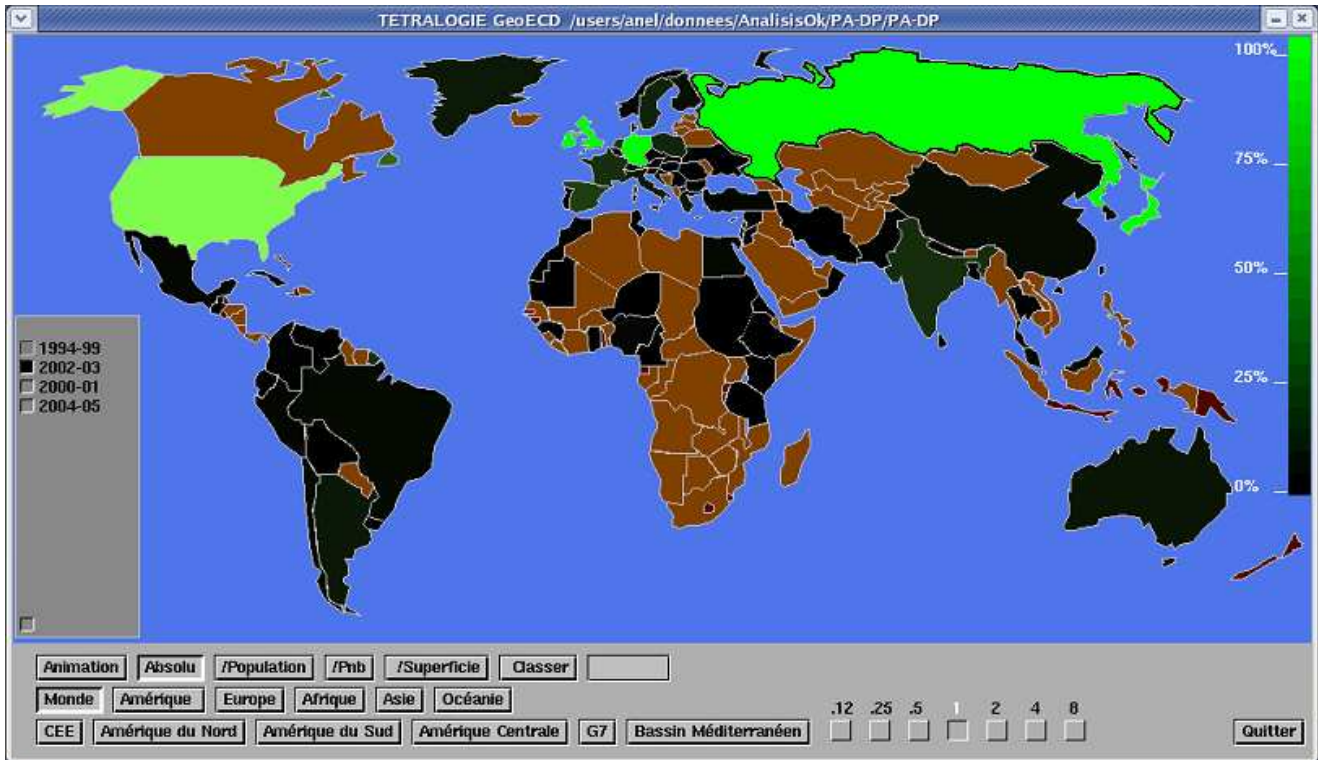 TETRALOGIE GeoECD /users/anel/donnees/AnalisisOk/PA-DP/PA-DP
100%
75%
50%
25%
0%
1994-99
2002-03
2000-01
2004-05
Animation Absolu /Population /Pnb /Superficie Classer
Monde Amérique Europe Afrique Asie Océanie
.12 .25 .5 1 2 4 8
CEE Amérique du Nord Amérique du Sud Amérique Centrale G7 Bassin Méditerranéen Quitter